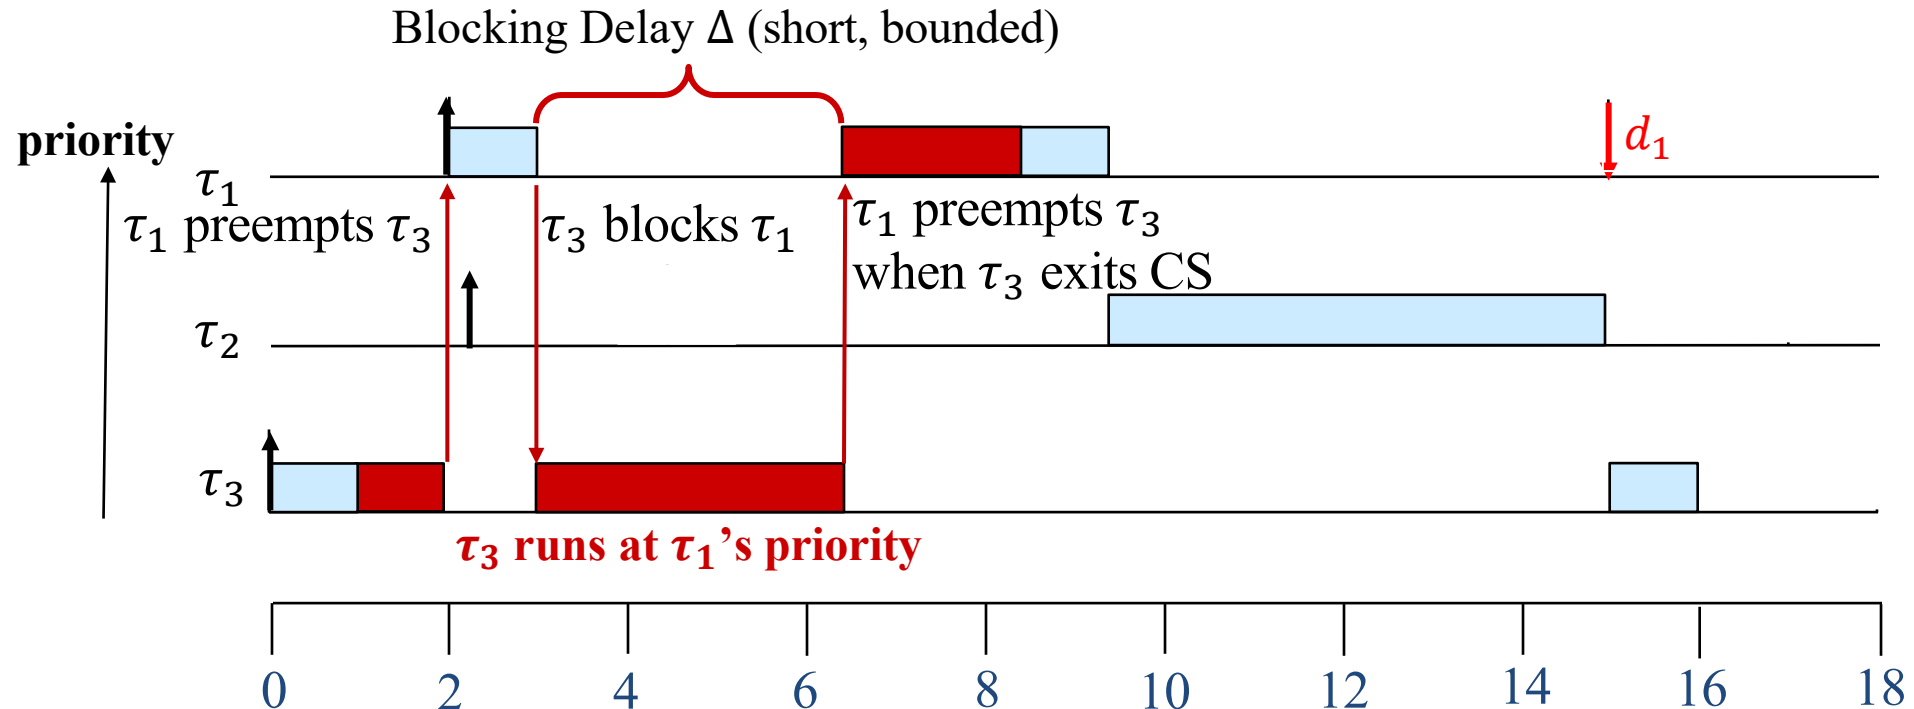 Blocking Delay Δ (short, bounded)
priority
τ₁
d₁
τ₁ preempts τ₃
τ₃ blocks τ₁
τ₁ preempts τ₃
when τ₃ exits CS
τ₂
τ₃
τ₃ runs at τ₁’s priority
0 2 4 6 8 10 12 14 16 18